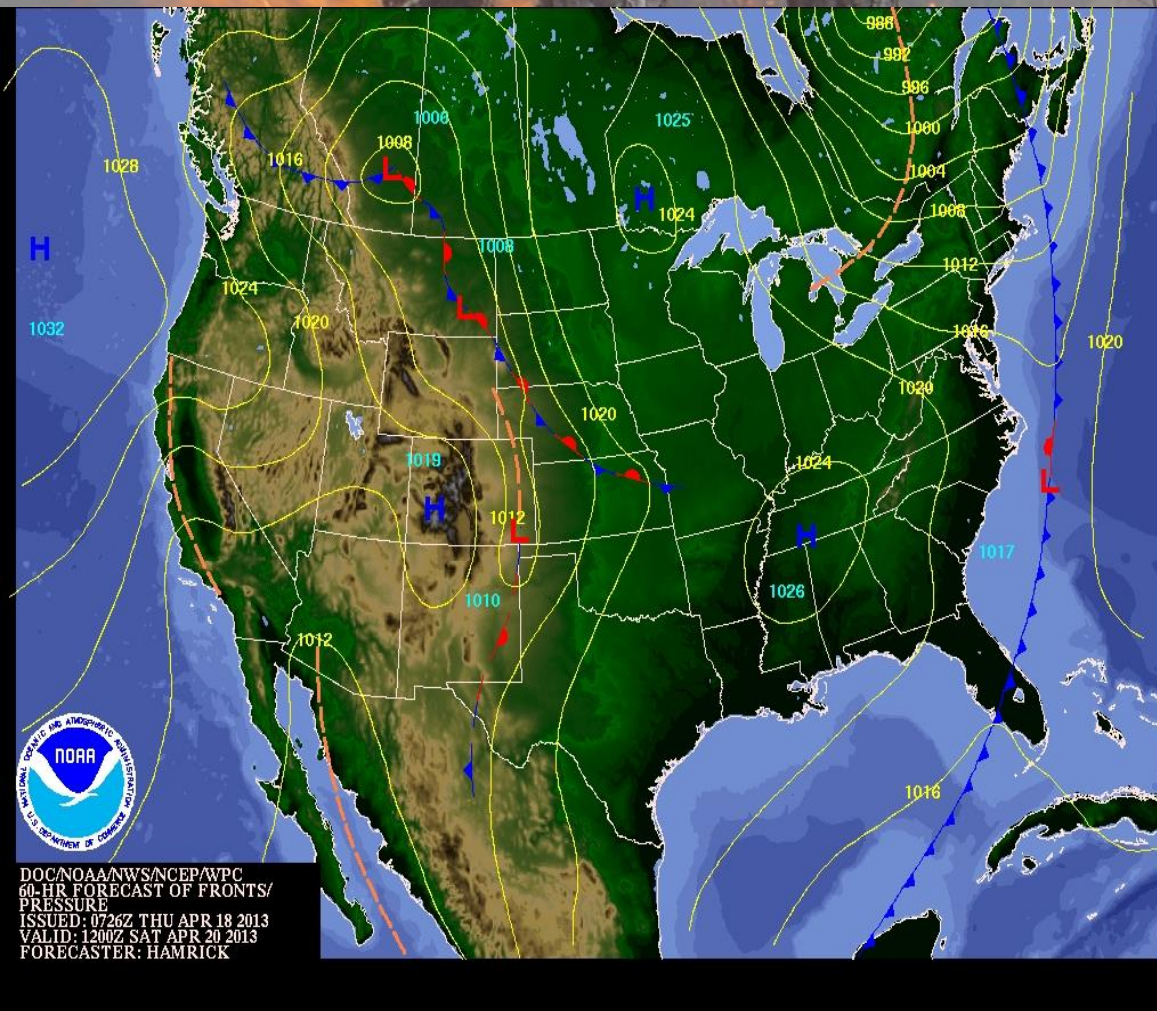 988
992
996
1000
1004
1008
1012
1016
1020
1020
1006
1008
L
1025
H
1024
1028
1016
H
1032
1024
1020
1008
L
1020
1019
H
1012
L
1010
1024
H
1026
L
1017
1012
1016
NATIONAL OCEANIC AND ATMOSPHERIC ADMINISTRATION
NOAA
U.S. DEPARTMENT OF COMMERCE
DOC/NOAA/NWS/NCEP/WPC
60-HR FORECAST OF FRONTS/
PRESSURE
ISSUED: 0726Z THU APR 18 2013
VALID: 1200Z SAT APR 20 2013
FORECASTER: HAMRICK